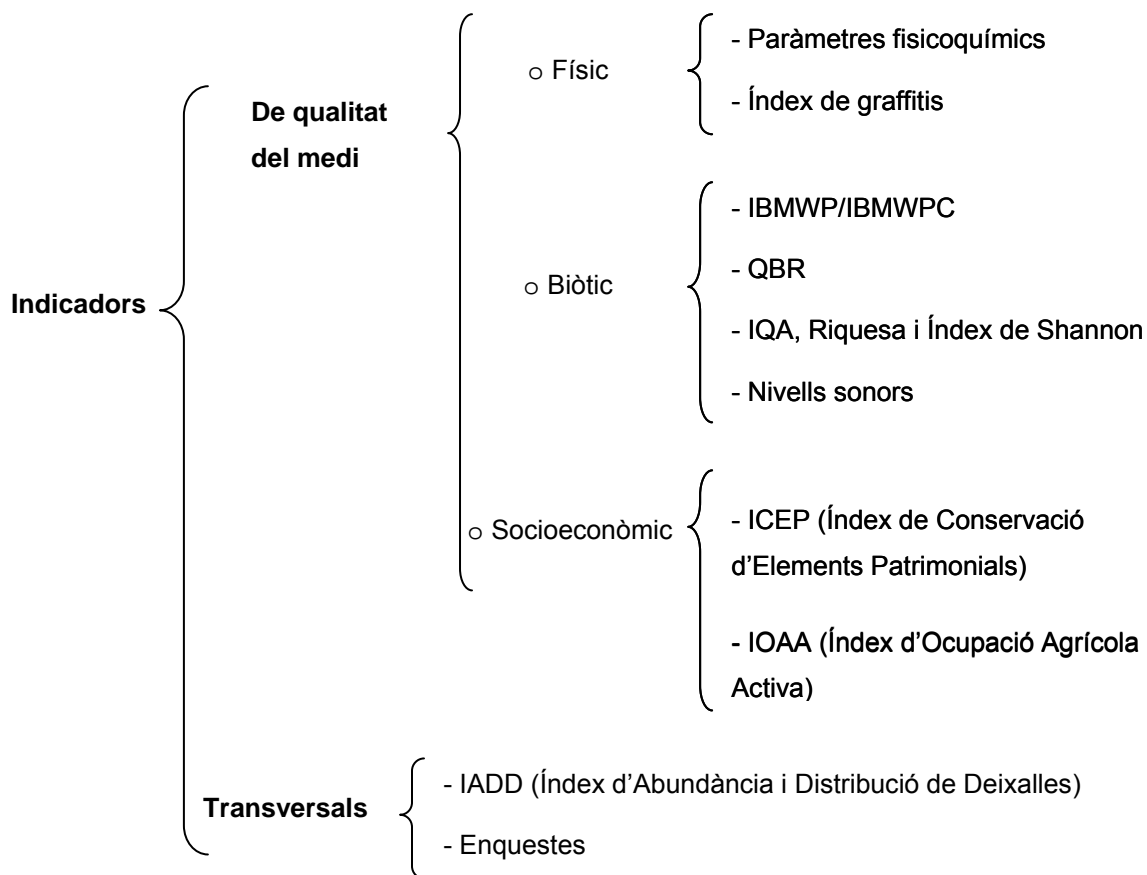 Indicadors
De qualitat
del medi
o Físic
- Paràmetres fisicoquímics
- Índex de graffitis
o Biòtic
- IBMWP/IBMWPC
- QBR
- IQA, Riquesa i Índex de Shannon
- Nivells sonors
o Socioeconòmic
- ICEP (Índex de Conservació
d’Elements Patrimonials)
- IOAA (Índex d’Ocupació Agrícola
Activa)
Transversals
- IADD (Índex d’Abundància i Distribució de Deixalles)
- Enquestes